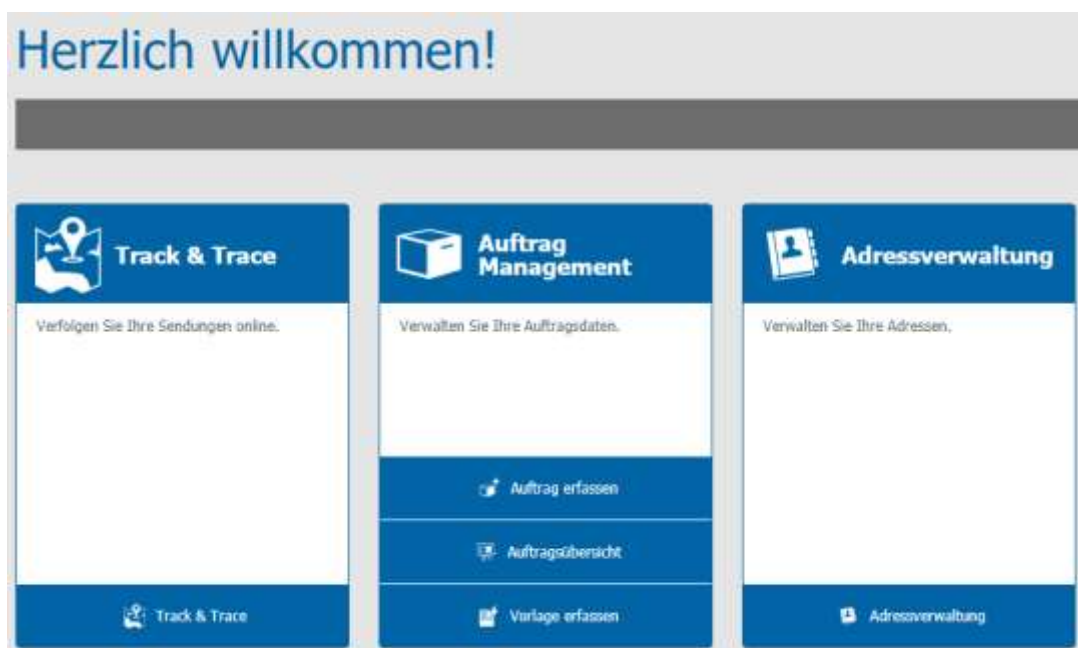 Herzlich willkommen!
Track & Trace
Auftrag
Management
Adressverwaltung
Verfolgen Sie Ihre Sendungen online.
Verwalten Sie Ihre Auftragsdaten.
Verwalten Sie Ihre Adressen.
Auftrag erfassen
Auftragsübersicht
Track & Trace
Vorlage erfassen
Adressverwaltung